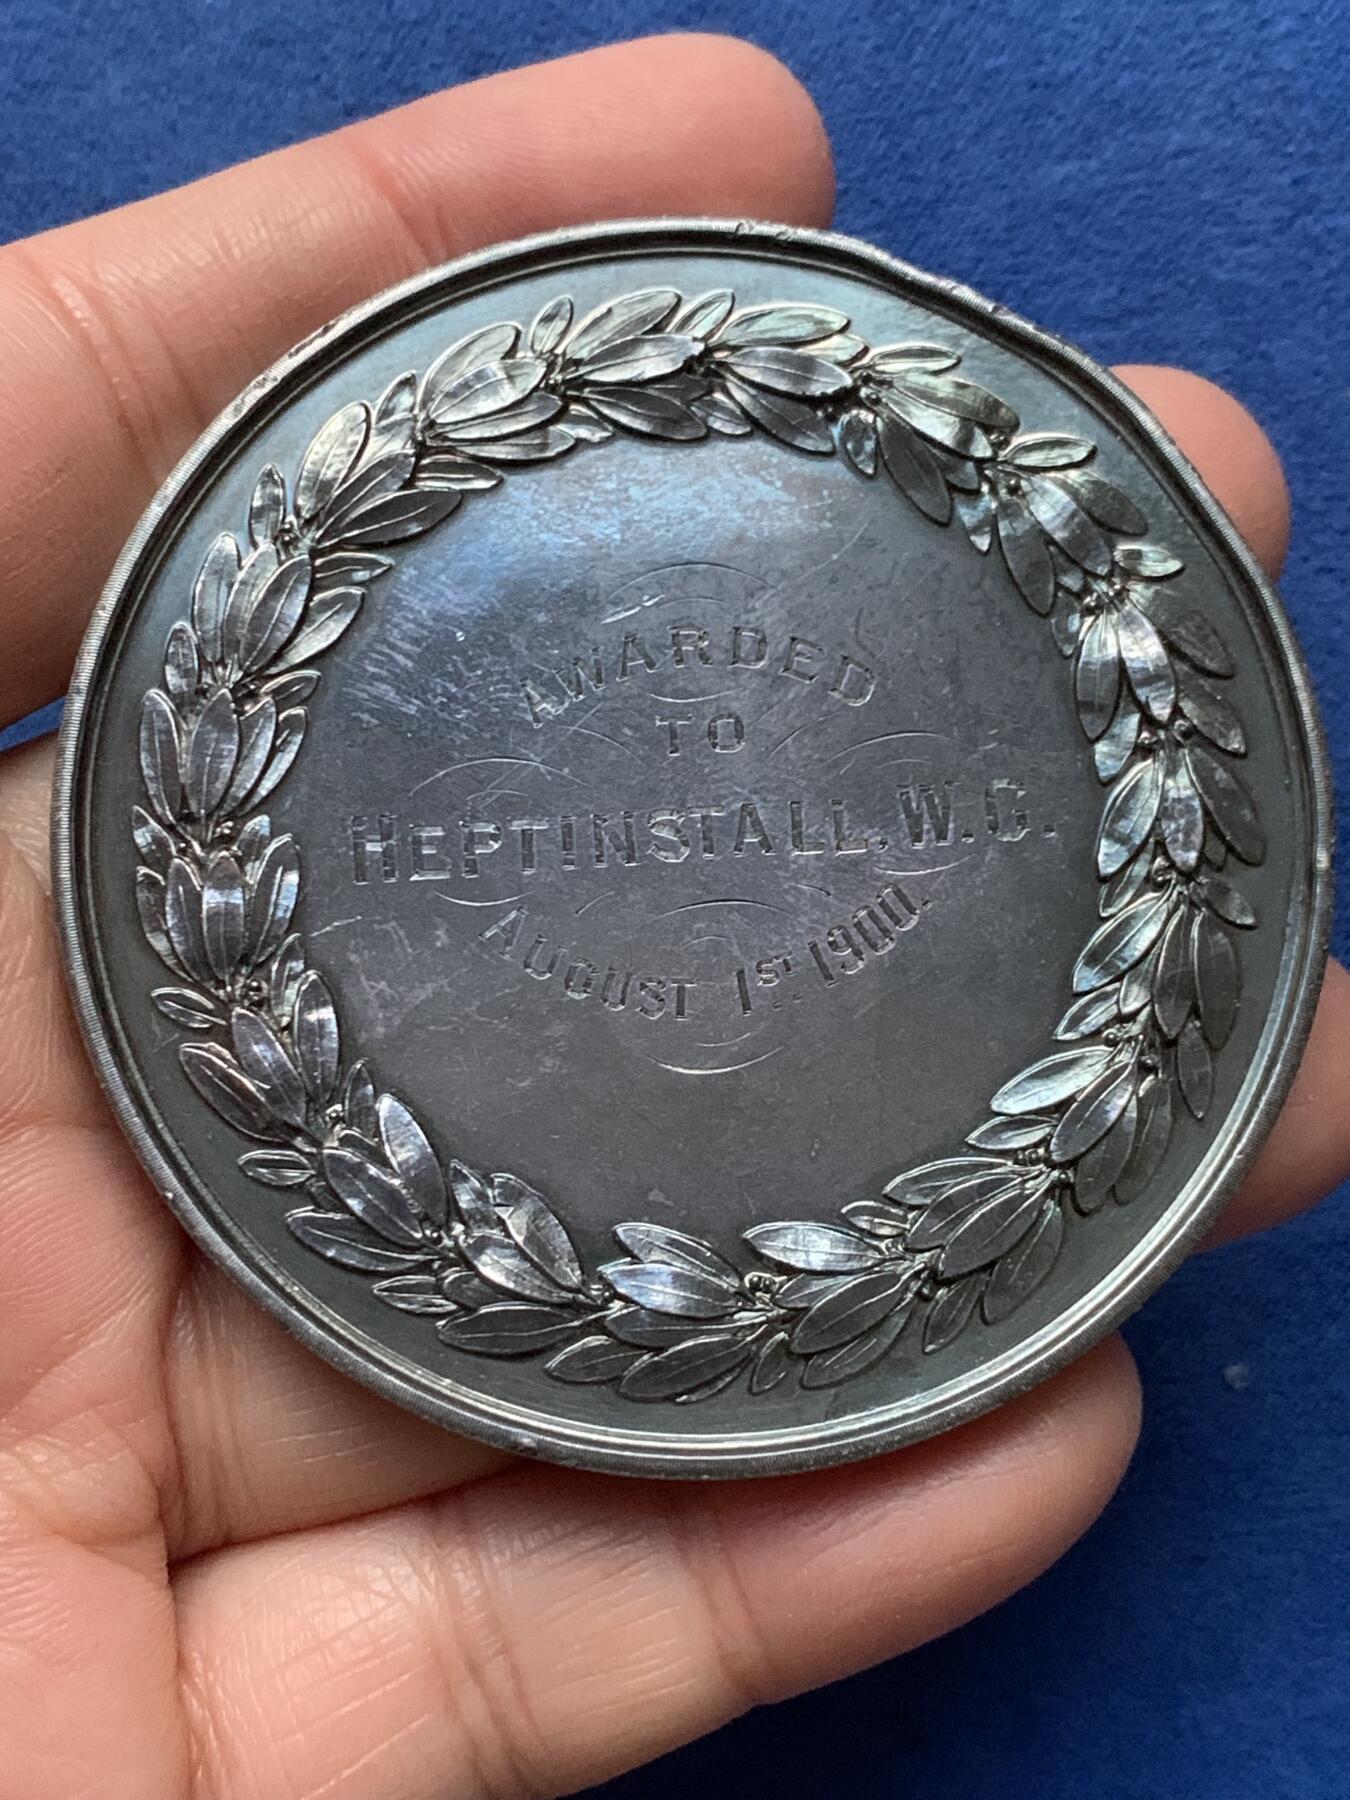 AWARDED
TO
HEPTINSTALL, W.G.
AUGUST 1ST 1900.